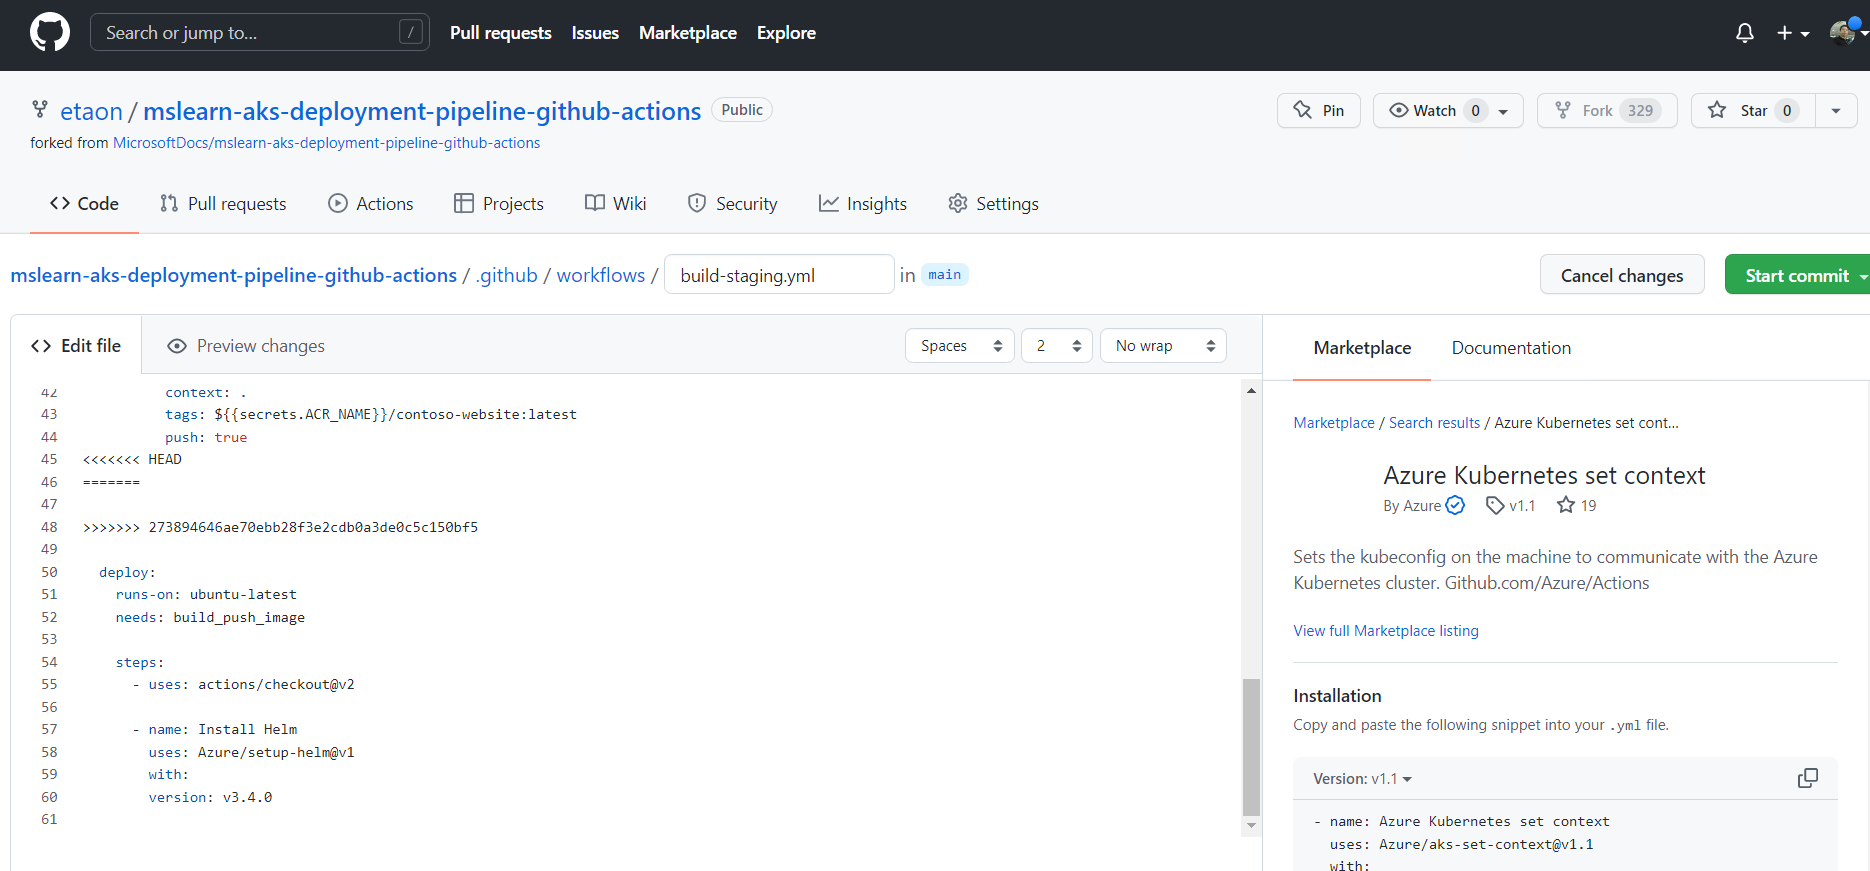 Search or jump to... / Pull requests Issues Marketplace Explore
etaon / mslearn-aks-deployment-pipeline-github-actions Public Pin Watch 0 Fork 329 Star 0
forked from MicrosoftDocs/mslearn-aks-deployment-pipeline-github-actions
Code Pull requests Actions Projects Wiki Security Insights Settings
mslearn-aks-deployment-pipeline-github-actions / .github / workflows / build-staging.yml in main Cancel changes Start commit
Edit file Preview changes Spaces 2 No wrap
42 context: .
43 tags: ${{secrets.ACR_NAME}}/contoso-website:latest
44 push: true
45 <<<<<<< HEAD
46 =======
47
48 >>>>>>> 273894646ae70ebb28f3e2cdb0a3de0c5c150bf5
49
50 deploy:
51 runs-on: ubuntu-latest
52 needs: build_push_image
53
54 steps:
55 - uses: actions/checkout@v2
56
57 - name: Install Helm
58 uses: Azure/setup-helm@v1
59 with:
60 version: v3.4.0
61
Marketplace Documentation
Marketplace / Search results / Azure Kubernetes set cont...
Azure Kubernetes set context
By Azure v1.1 19
Sets the kubeconfig on the machine to communicate with the Azure
Kubernetes cluster. Github.com/Azure/Actions
View full Marketplace listing
Installation
Copy and paste the following snippet into your .yml file.
Version: v1.1
- name: Azure Kubernetes set context
uses: Azure/aks-set-context@v1.1
with: